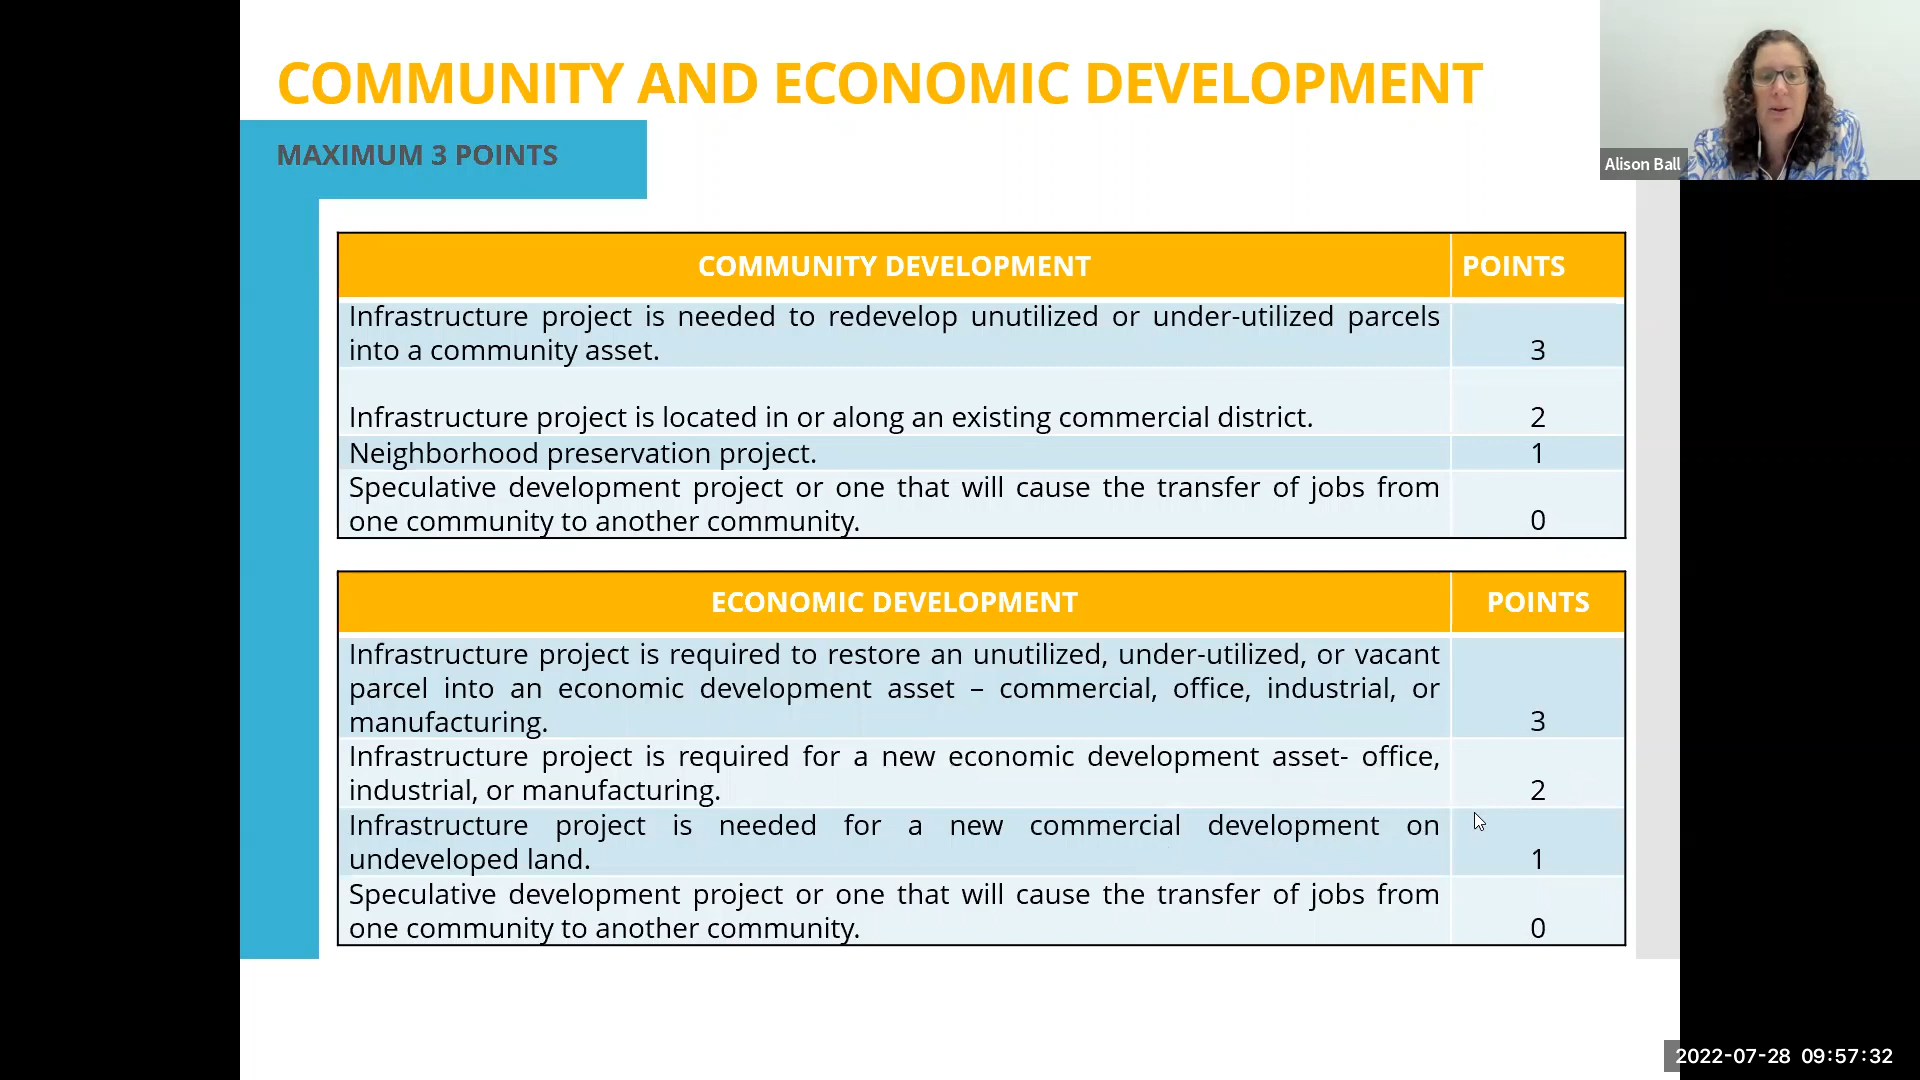 COMMUNITY AND ECONOMIC DEVELOPMENT
MAXIMUM 3 POINTS
Alison Ball
COMMUNITY DEVELOPMENT POINTS
Infrastructure project is needed to redevelop unutilized or under-utilized parcels
into a community asset. 3
Infrastructure project is located in or along an existing commercial district. 2
Neighborhood preservation project. 1
Speculative development project or one that will cause the transfer of jobs from
one community to another community. 0
ECONOMIC DEVELOPMENT POINTS
Infrastructure project is required to restore an unutilized, under-utilized, or vacant
parcel into an economic development asset – commercial, office, industrial, or
manufacturing. 3
Infrastructure project is required for a new economic development asset- office,
industrial, or manufacturing. 2
Infrastructure project is needed for a new commercial development on
undeveloped land. 1
Speculative development project or one that will cause the transfer of jobs from
one community to another community. 0
2022-07-28 09:57:32